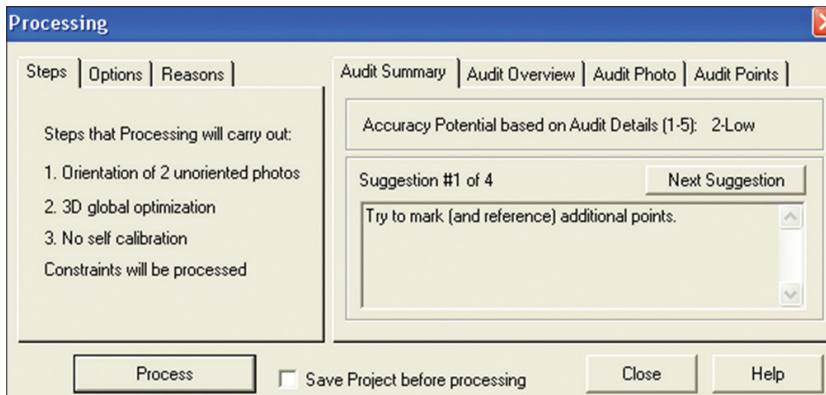 Processing
Steps
Options
Reasons
Steps that Processing will carry out:
1. Orientation of 2 unoriented photos
2. 3D global optimization
3. No self calibration
Constraints will be processed
Audit Summary
Audit Overview
Audit Photo
Audit Points
Accuracy Potential based on Audit Details (1-5): 2-Low
Suggestion #1 of 4
Next Suggestion
Try to mark (and reference) additional points.
Process
Save Project before processing
Close
Help